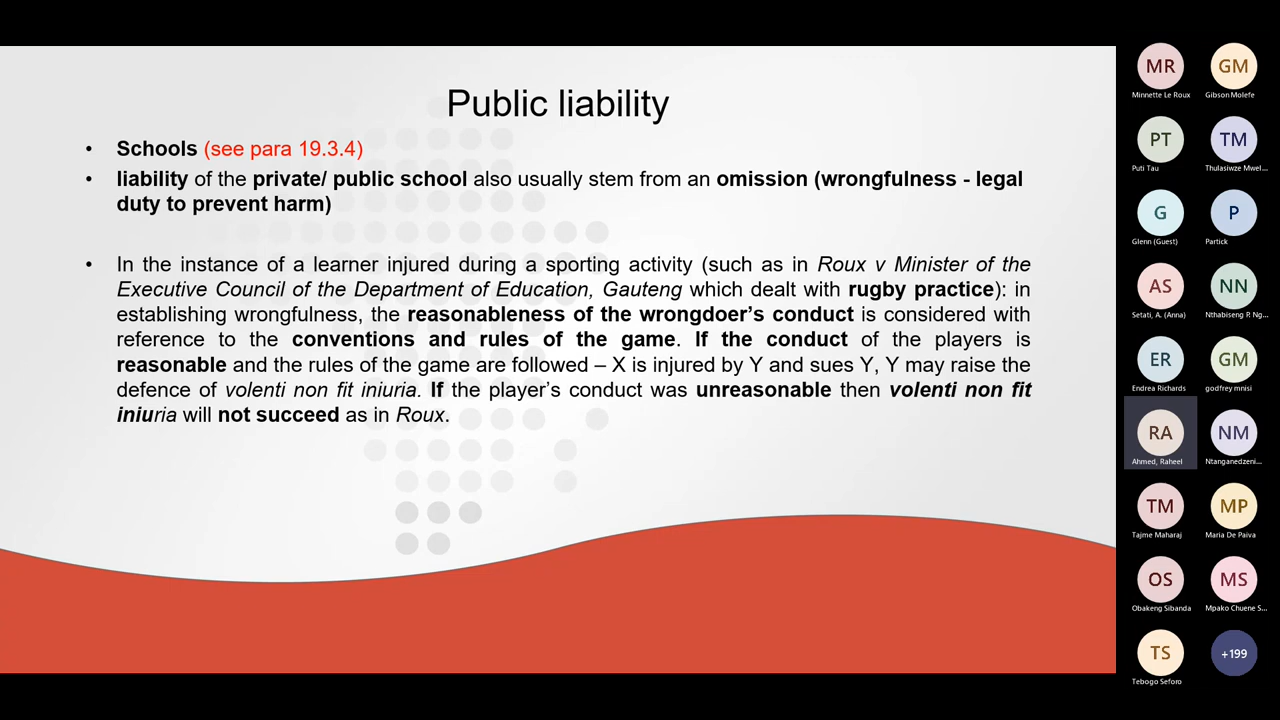 Public liability
• Schools (see para 19.3.4)
• liability of the private/ public school also usually stem from an omission (wrongfulness - legal
duty to prevent harm)
• In the instance of a learner injured during a sporting activity (such as in Roux v Minister of the
Executive Council of the Department of Education, Gauteng which dealt with rugby practice): in
establishing wrongfulness, the reasonableness of the wrongdoer's conduct is considered with
reference to the conventions and rules of the game. If the conduct of the players is
reasonable and the rules of the game are followed – X is injured by Y and sues Y, Y may raise the
defence of volenti non fit iniuria. If the player's conduct was unreasonable then volenti non fit
iniuria will not succeed as in Roux.
MR GM
Minnette Le Roux Gibson Molefe
PT TM
Puti Tau Thulasiwze Mwel...
G P
Glenn (Guest) Partick
AS NN
Setati, A. (Anna) Nthabiseng P. Ng...
ER GM
Endrea Richards godfrey mnisi
RA NM
Ahmed, Raheel Ntanganedzeni...
TM MP
Tajme Maharaj Maria De Paiva
OS MS
Obakeng Sibanda Mpako Chuene S...
TS +199
Tebogo Seforo